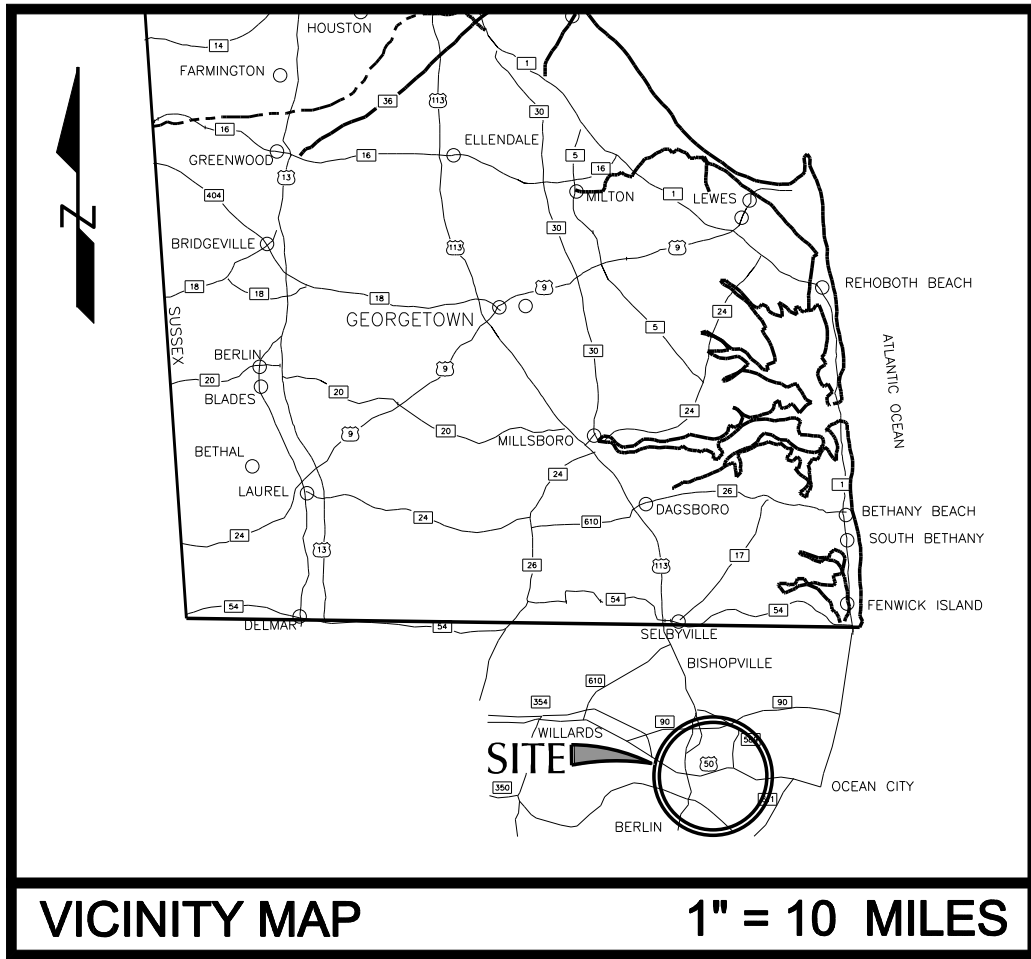 HOUSTON
14
FARMINGTON
1
36
113
30
16
ELLENDALE
5
GREENWOOD
16
16
13
404
MILTON
1
LEWES
30
BRIDGEVILLE
113
9
REHOBOTH BEACH
18
18
18
9
GEORGETOWN
24
SUSSEX
5
ATLANTIC OCEAN
30
BERLIN
9
20
20
BLADES
24
9
20
MILLSBORO
BETHAL
24
LAUREL
1
26
DAGSBORO
BETHANY BEACH
24
610
24
SOUTH BETHANY
13
17
26
113
54
54
54
FENWICK ISLAND
DELMAR
54
SELBYVILLE
BISHOPVILLE
610
354
90
90
WILLARDS
SITE
50
350
OCEAN CITY
BERLIN
N
VICINITY MAP
1" = 10 MILES